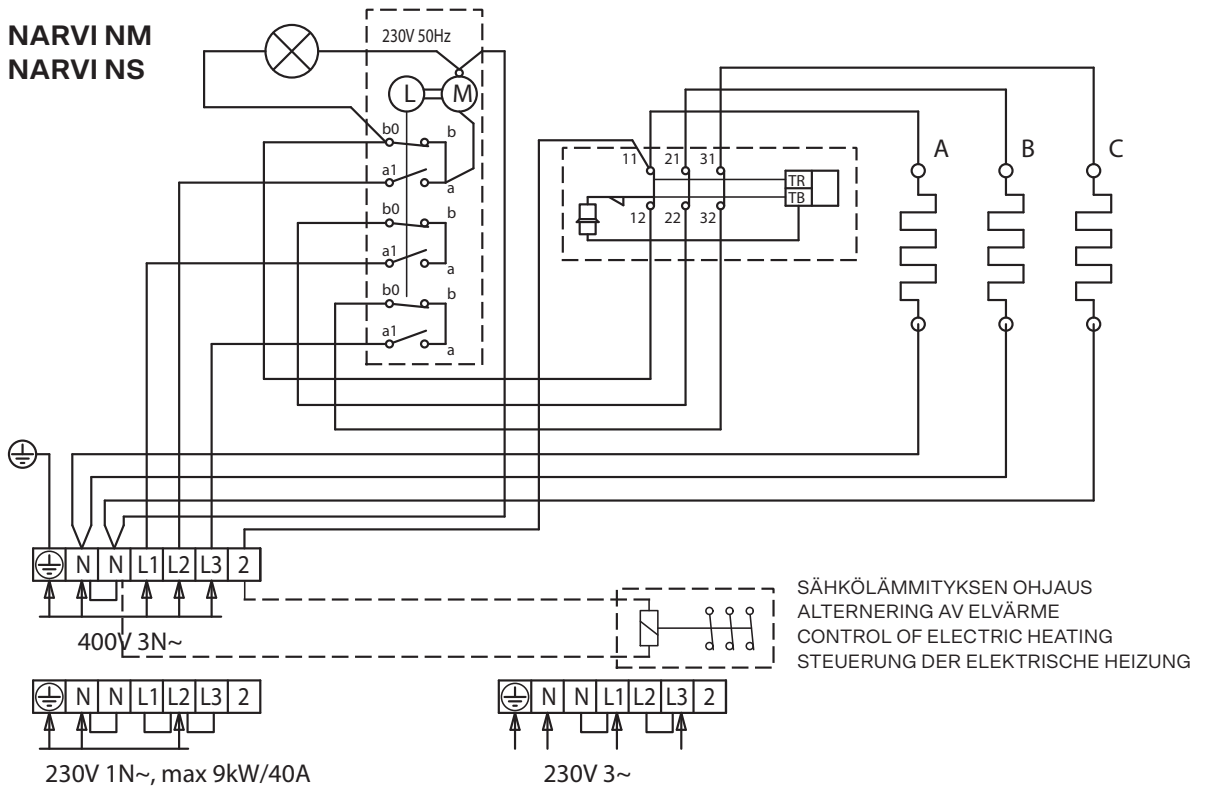 NARVI NM
NARVI NS
230V 50Hz
L M
b0 b
a1 a
b0 b
a1 a
b0 b
a1 a
11 21 31
TR
TB
12 22 32
A B C
N N L1 L2 L3 2
400V 3N~
SÄHKÖLÄMMITYKSEN OHJAUS
ALTERNERING AV ELVÄRME
CONTROL OF ELECTRIC HEATING
STEUERUNG DER ELEKTRISCHE HEIZUNG
N N L1 L2 L3 2
230V 1N~, max 9kW/40A
N N L1 L2 L3 2
230V 3~